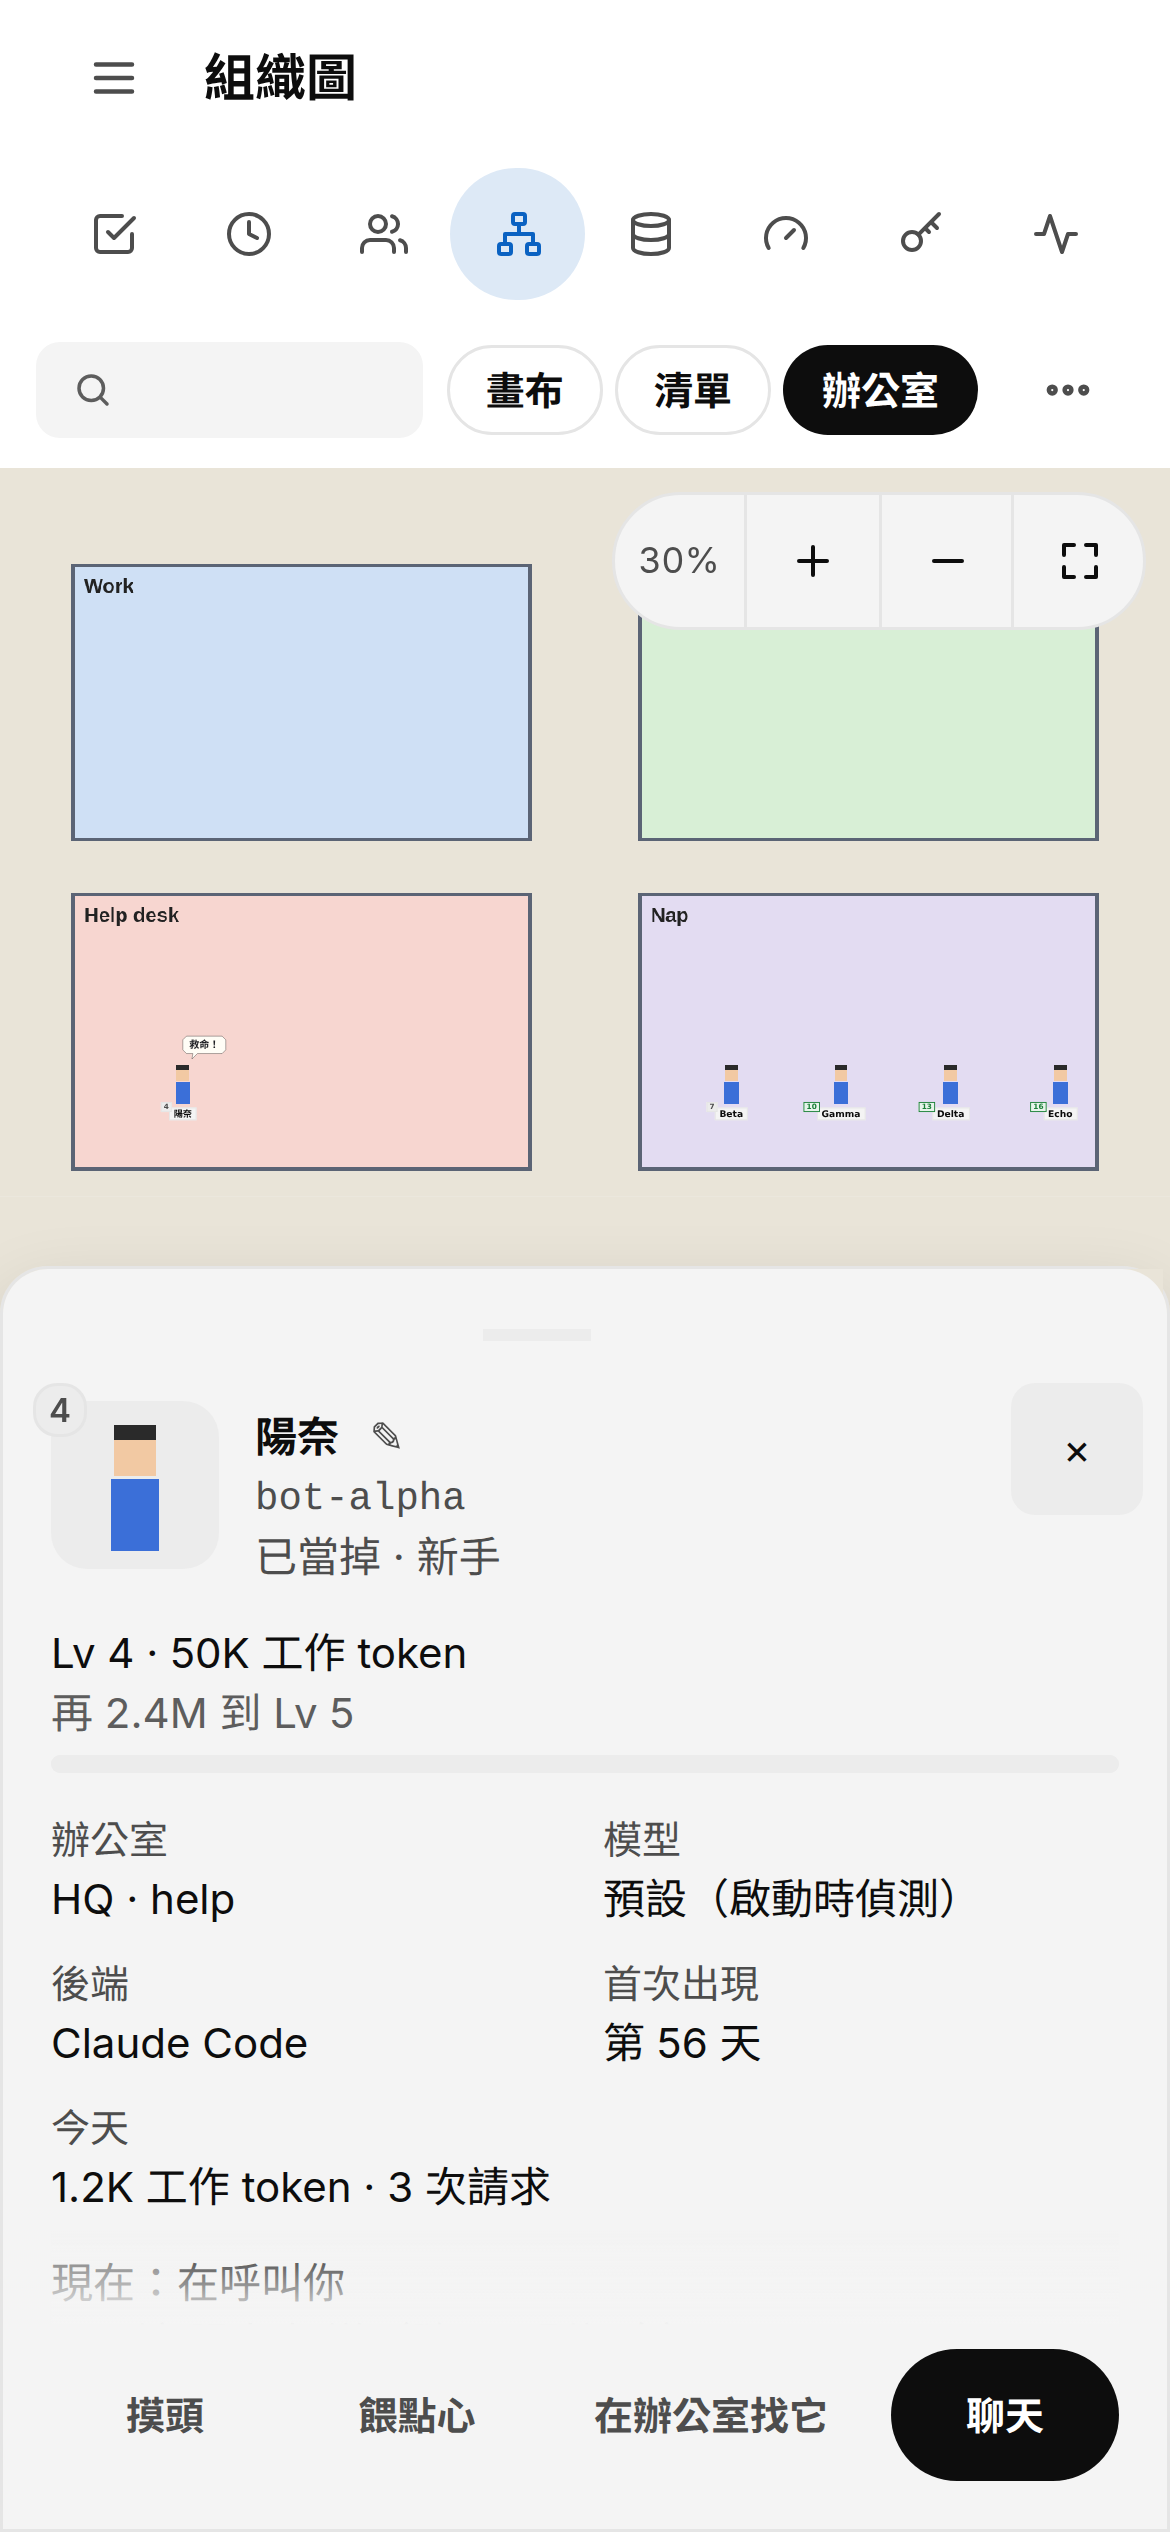 組織圖
畫布
清單
辦公室
30%
Work
Help desk
救命！
4
陽奈
Nap
7
Beta
10
Gamma
13
Delta
16
Echo
4
陽奈
bot-alpha
已當掉 · 新手
Lv 4 · 50K 工作 token
再 2.4M 到 Lv 5
辦公室
HQ · help
模型
預設（啟動時偵測）
後端
Claude Code
首次出現
第 56 天
今天
1.2K 工作 token · 3 次請求
現在：在呼叫你
摸頭
餵點心
在辦公室找它
聊天